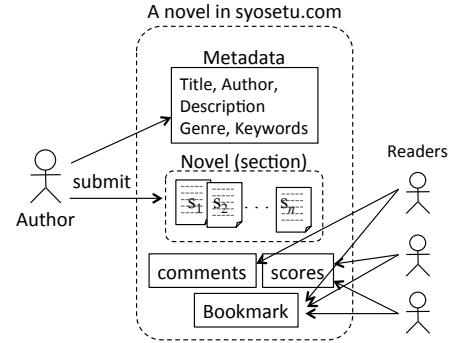 A novel in syosetu.com
Metadata
Title, Author,
Description
Genre, Keywords
Novel (section)
Readers
submit
S1 S2 . . . Sn
Author
comments scores
Bookmark